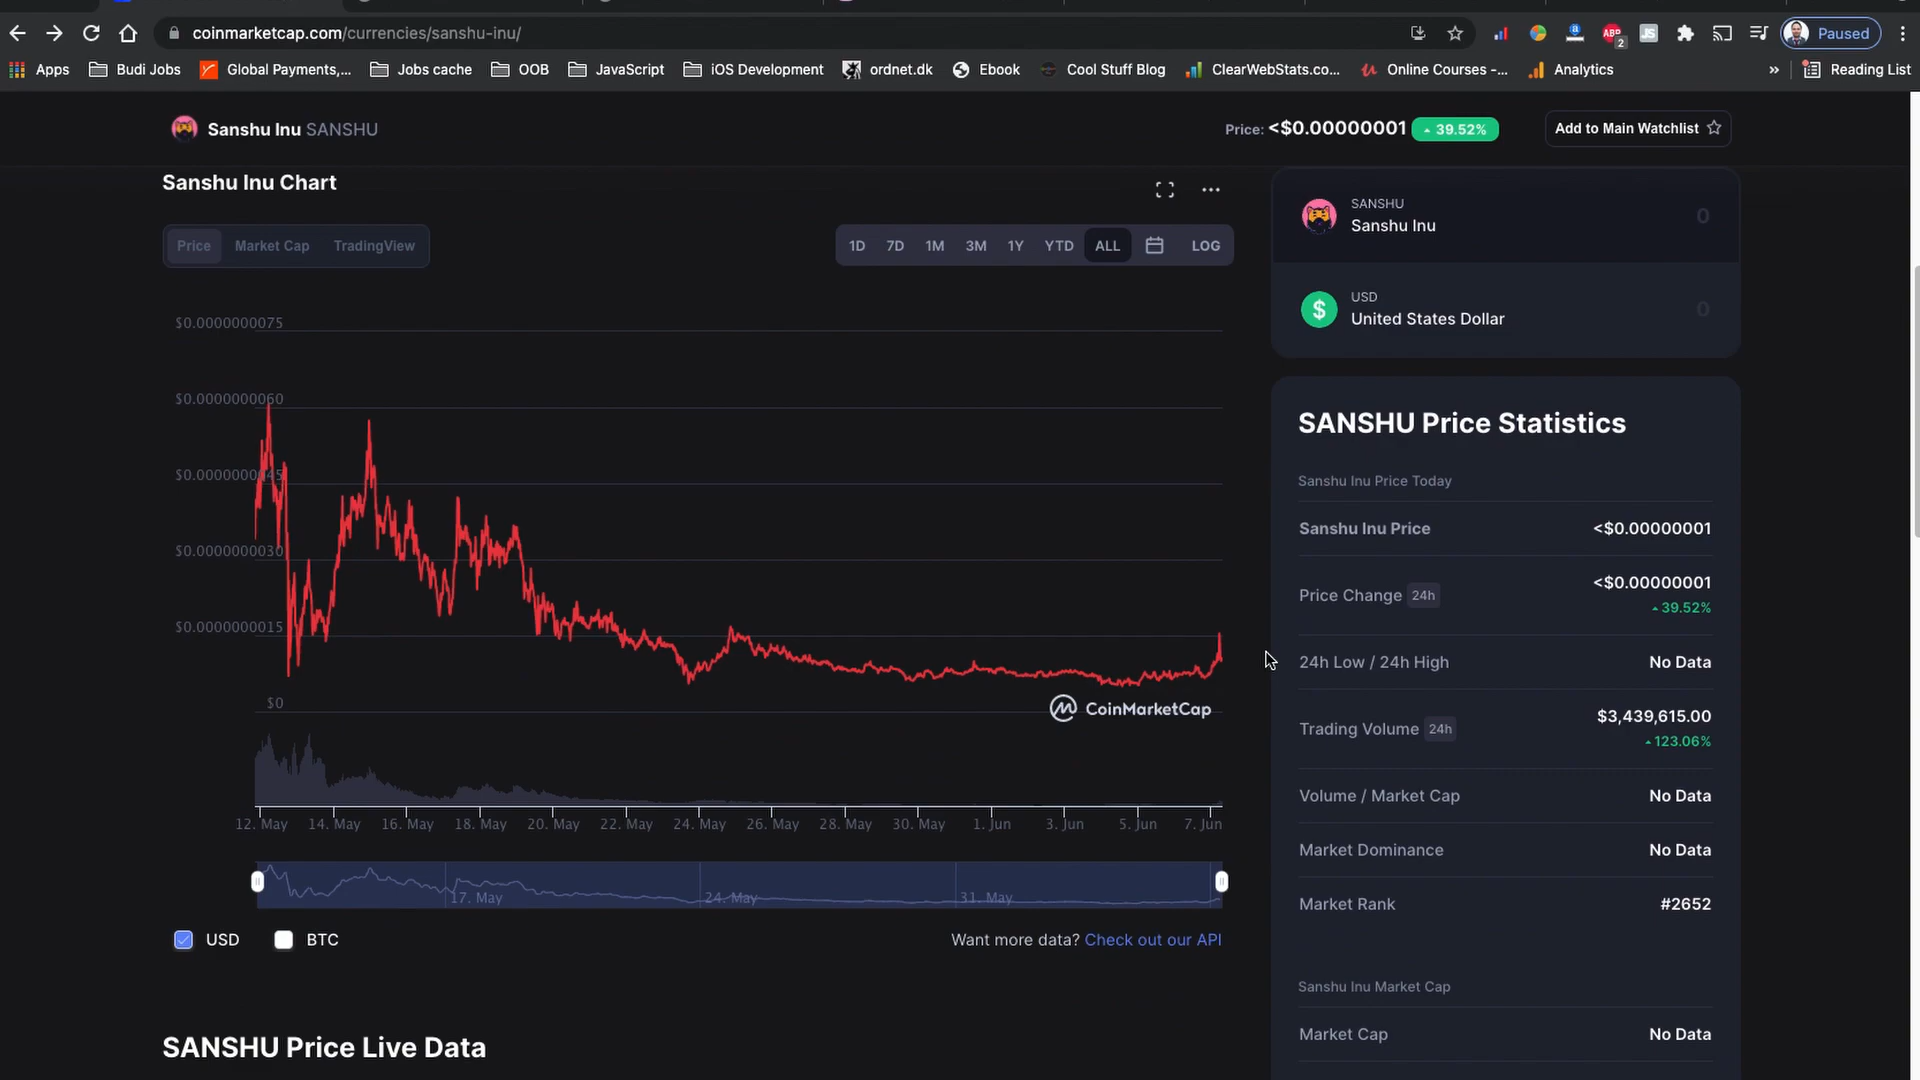 coinmarketcap.com/currencies/sanshu-inu/
2
Paused
Apps
Budi Jobs
Global Payments,...
Jobs cache
OOB
JavaScript
iOS Development
ordnet.dk
Ebook
Cool Stuff Blog
ClearWebStats.co...
Online Courses -...
Analytics
»
Reading List
Sanshu Inu SANSHU
Price: <$0.00000001 39.52%
Add to Main Watchlist
Sanshu Inu Chart
Price Market Cap TradingView
1D 7D 1M 3M 1Y YTD ALL LOG
SANSHU
Sanshu Inu
0
USD
United States Dollar
0
$0.0000000075
$0.0000000060
$0.0000000045
$0.0000000030
$0.0000000015
$0
CoinMarketCap
12. May 14. May 16. May 18. May 20. May 22. May 24. May 26. May 28. May 30. May 1. Jun 3. Jun 5. Jun 7. Jun
17. May 24. May 31. May
USD BTC
Want more data? Check out our API
SANSHU Price Live Data
SANSHU Price Statistics
Sanshu Inu Price Today
Sanshu Inu Price <$0.00000001
Price Change 24h <$0.00000001
39.52%
24h Low / 24h High No Data
Trading Volume 24h $3,439,615.00
123.06%
Volume / Market Cap No Data
Market Dominance No Data
Market Rank #2652
Sanshu Inu Market Cap
Market Cap No Data